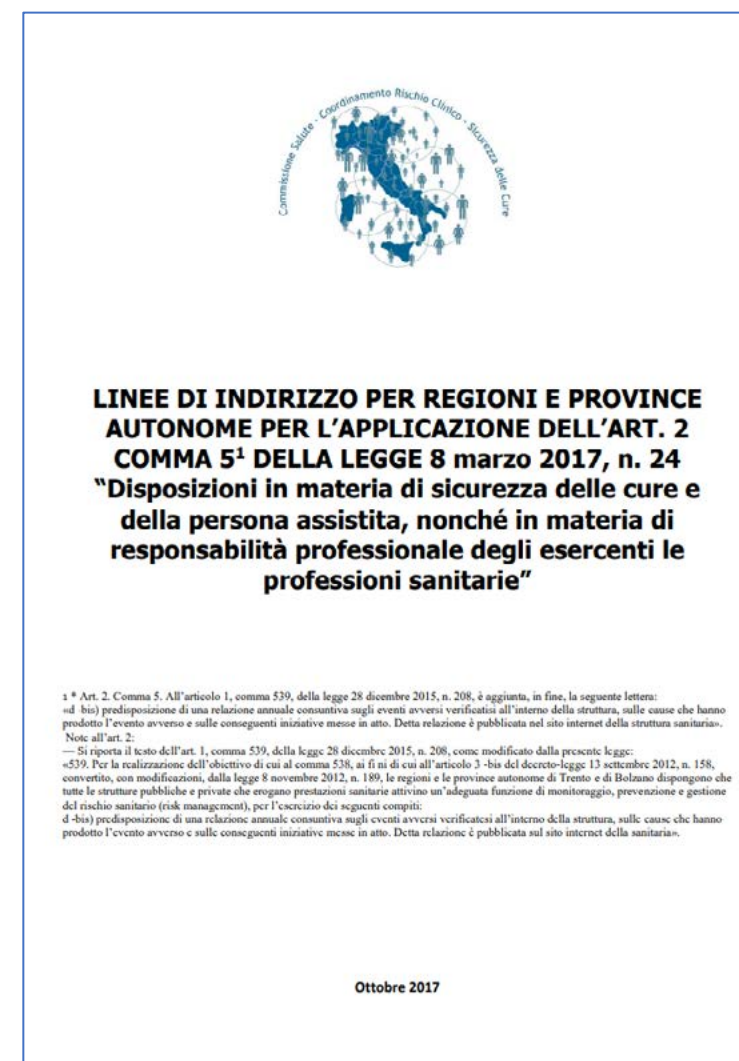 Commissione Salute - Coordinamento Rischio Clinico - Sicurezza delle Cure
LINEE DI INDIRIZZO PER REGIONI E PROVINCE
AUTONOME PER L'APPLICAZIONE DELL'ART. 2
COMMA 5¹ DELLA LEGGE 8 marzo 2017, n. 24
“Disposizioni in materia di sicurezza delle cure e
della persona assistita, nonché in materia di
responsabilità professionale degli esercenti le
professioni sanitarie”
1 * Art. 2. Comma 5. All'articolo 1, comma 539, della legge 28 dicembre 2015, n. 208, è aggiunta, in fine, la seguente lettera:
«d -bis) predisposizione di una relazione annuale consuntiva sugli eventi avversi verificatisi all'interno della struttura, sulle cause che hanno
prodotto l'evento avverso e sulle conseguenti iniziative messe in atto. Detta relazione è pubblicata nel sito internet della struttura sanitaria».
Note all'art. 2:
— Si riporta il testo dell'art. 1, comma 539, della legge 28 dicembre 2015, n. 208, come modificato dalla presente legge:
«539. Per la realizzazione dell'obiettivo di cui al comma 538, ai fi ni di cui all'articolo 3 -bis del decreto-legge 13 settembre 2012, n. 158,
convertito, con modificazioni, dalla legge 8 novembre 2012, n. 189, le regioni e le province autonome di Trento e di Bolzano dispongono che
tutte le strutture pubbliche e private che erogano prestazioni sanitarie attivino un'adeguata funzione di monitoraggio, prevenzione e gestione
del rischio sanitario (risk management), per l'esercizio dei seguenti compiti:
d -bis) predisposizione di una relazione annuale consuntiva sugli eventi avversi verificatesi all'interno della struttura, sulle cause che hanno
prodotto l'evento avverso e sulle conseguenti iniziative messe in atto. Detta relazione è pubblicata sul sito internet della sanitaria».
Ottobre 2017